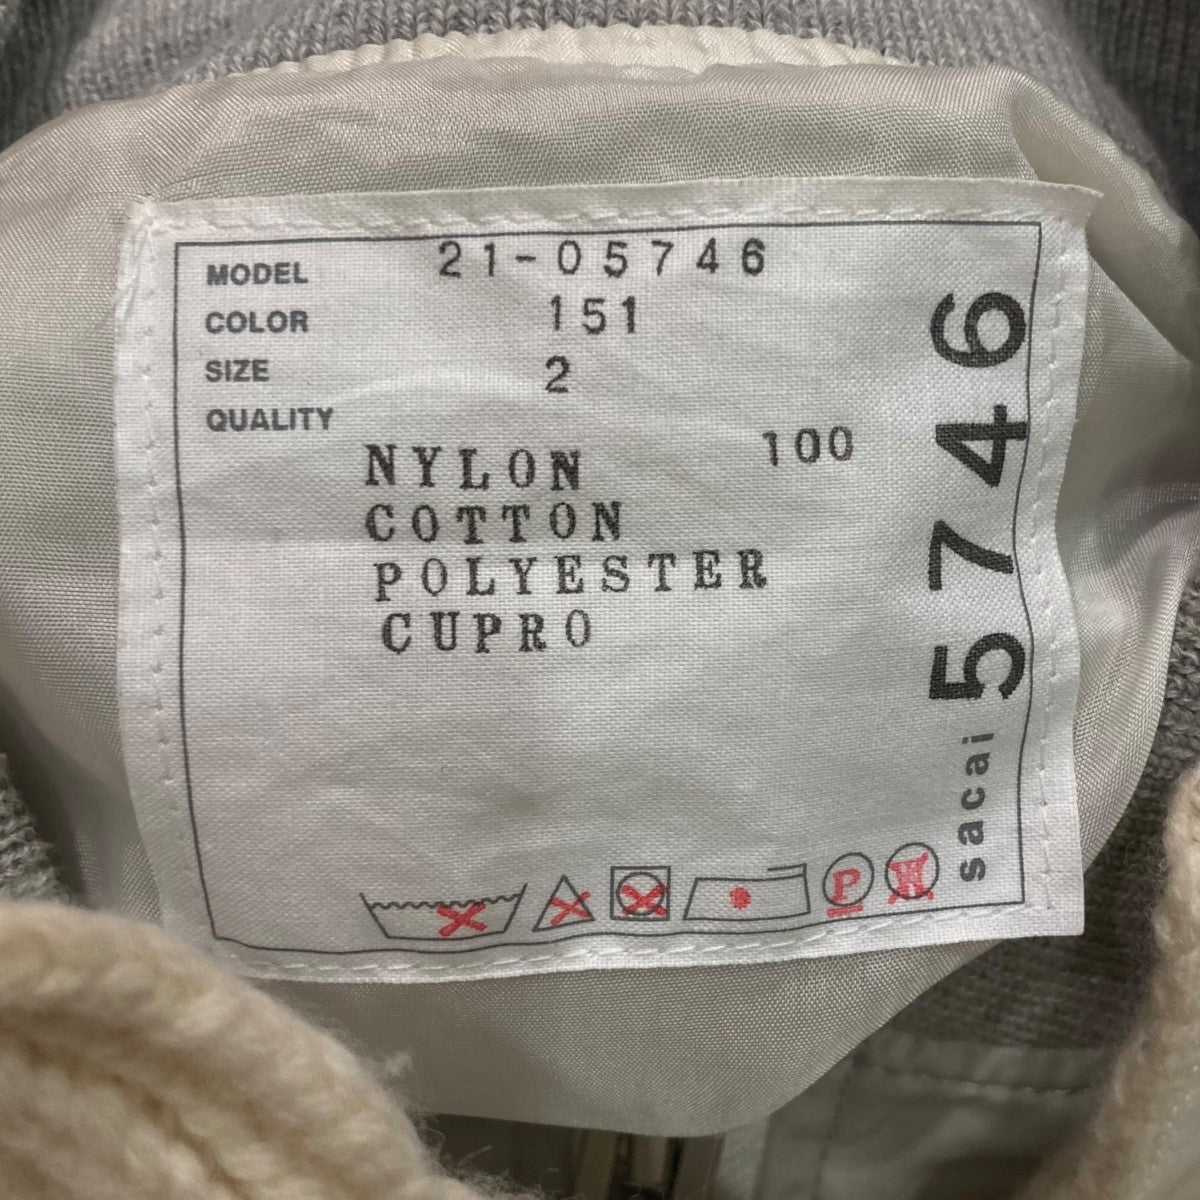 MODEL 21-05746
COLOR 151
SIZE 2
QUALITY
NYLON 100
COTTON
POLYESTER
CUPRO
sacai 5746
P W